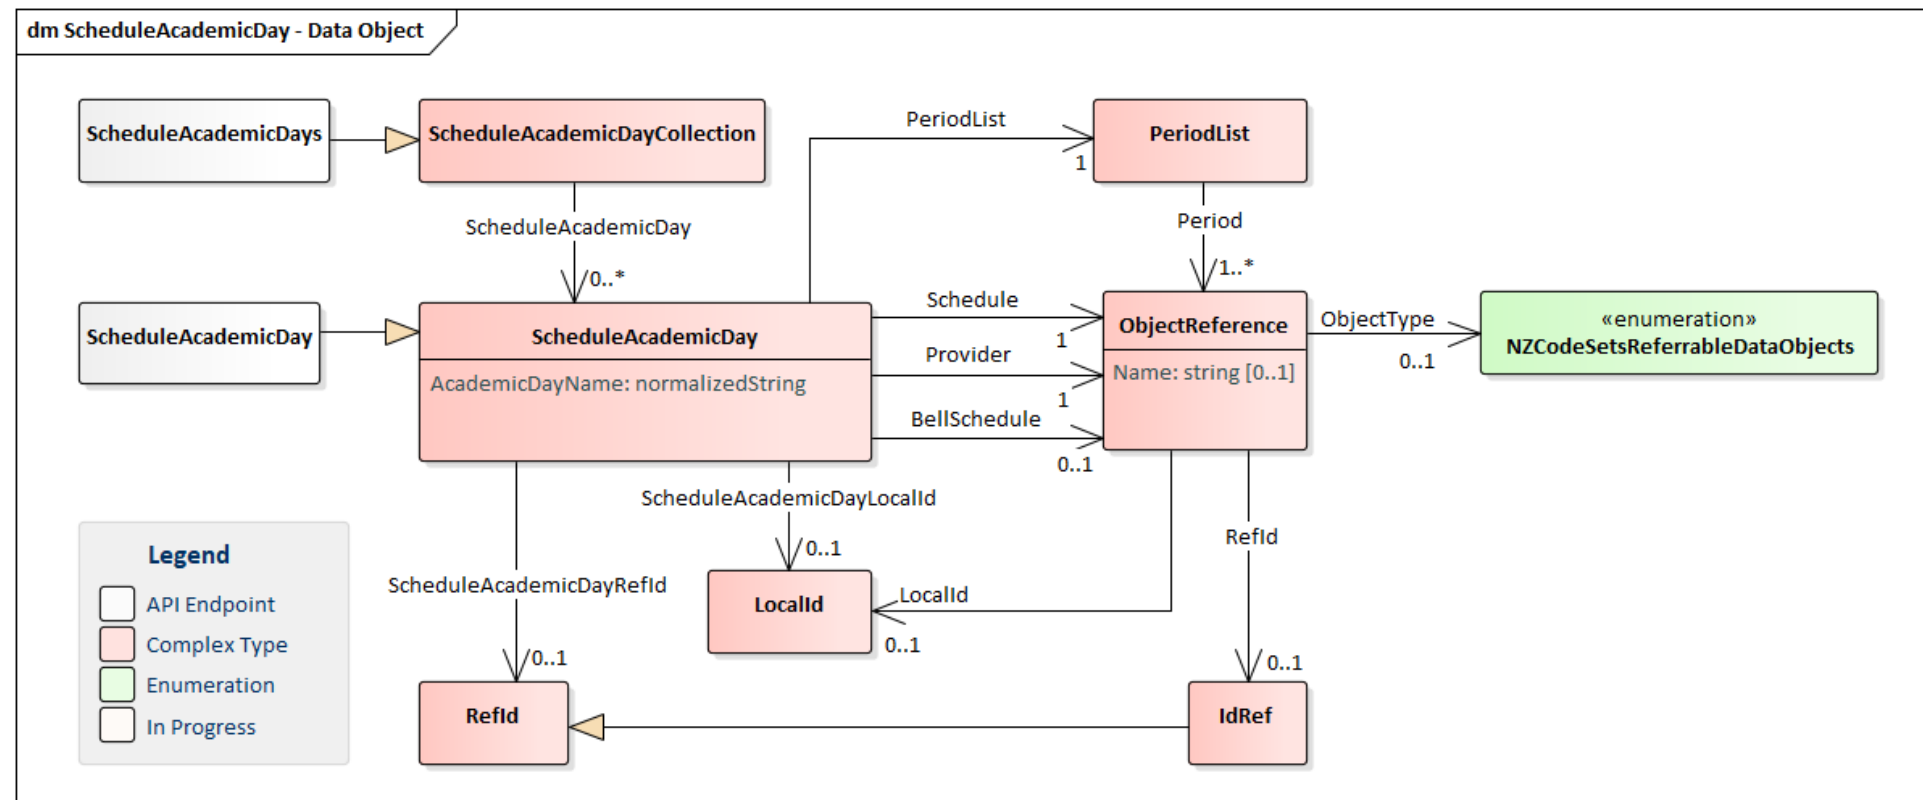 dm ScheduleAcademicDay - Data Object
ScheduleAcademicDays
ScheduleAcademicDayCollection
PeriodList
1
PeriodList
ScheduleAcademicDay
0..*
Period
1..*
ScheduleAcademicDay
ScheduleAcademicDay
AcademicDayName: normalizedString
Schedule
1
Provider
1
BellSchedule
0..1
ObjectReference
Name: string [0..1]
ObjectType
0..1
«enumeration»
NZCodeSetsReferrableDataObjects
ScheduleAcademicDayLocalId
0..1
ScheduleAcademicDayRefId
0..1
LocalId
LocalId
0..1
RefId
0..1
RefId
IdRef
Legend
API Endpoint
Complex Type
Enumeration
In Progress